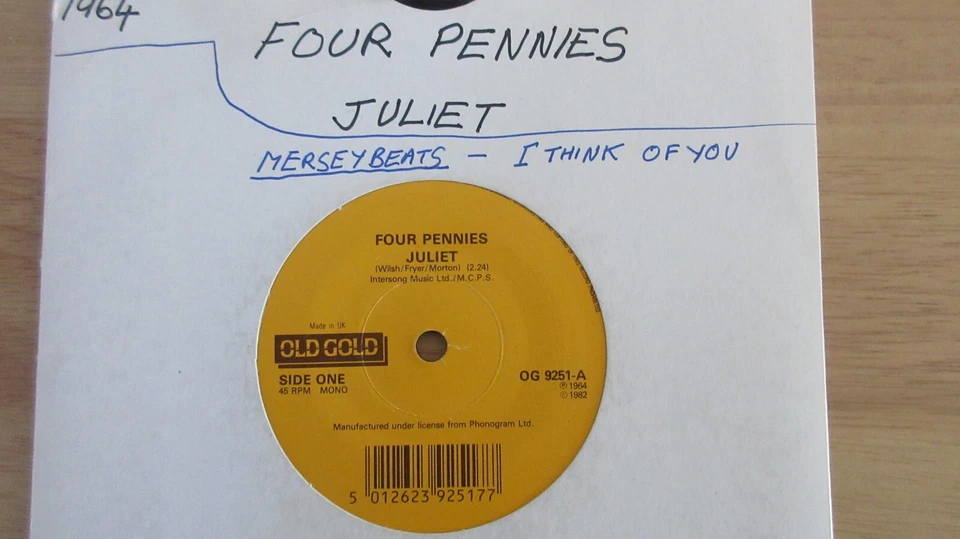 1964
FOUR PENNIES
JULIET
MERSEYBEATS - I THINK OF YOU
FOUR PENNIES
JULIET
(Wilsh/Fryer/Morton) (2.24)
Intersong Music Ltd./M.C.P.S.
Made in UK
OLD GOLD
SIDE ONE
45 RPM MONO
OG 9251-A
℗ 1964
© 1982
Manufactured under license from Phonogram Ltd.
5 012623 925177